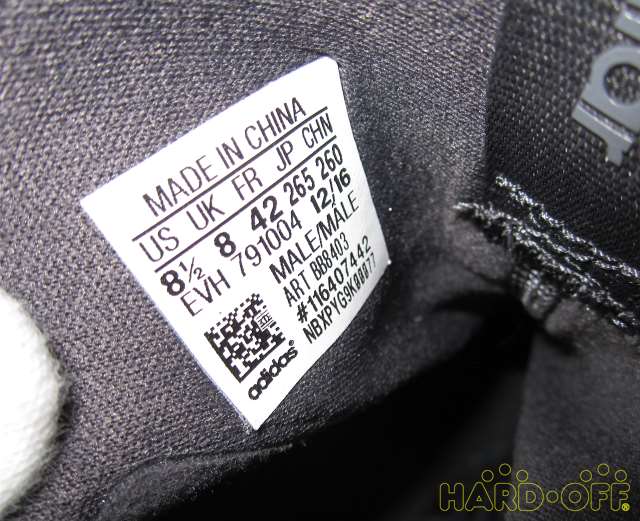 MADE IN CHINA
US UK FR JP CHN
8½ 8 42 265 260
EVH 791004 12/16
MALE/MALE
ART BB8403
#116407442
NBXP1G9K00077
adidas
HARD-OFF